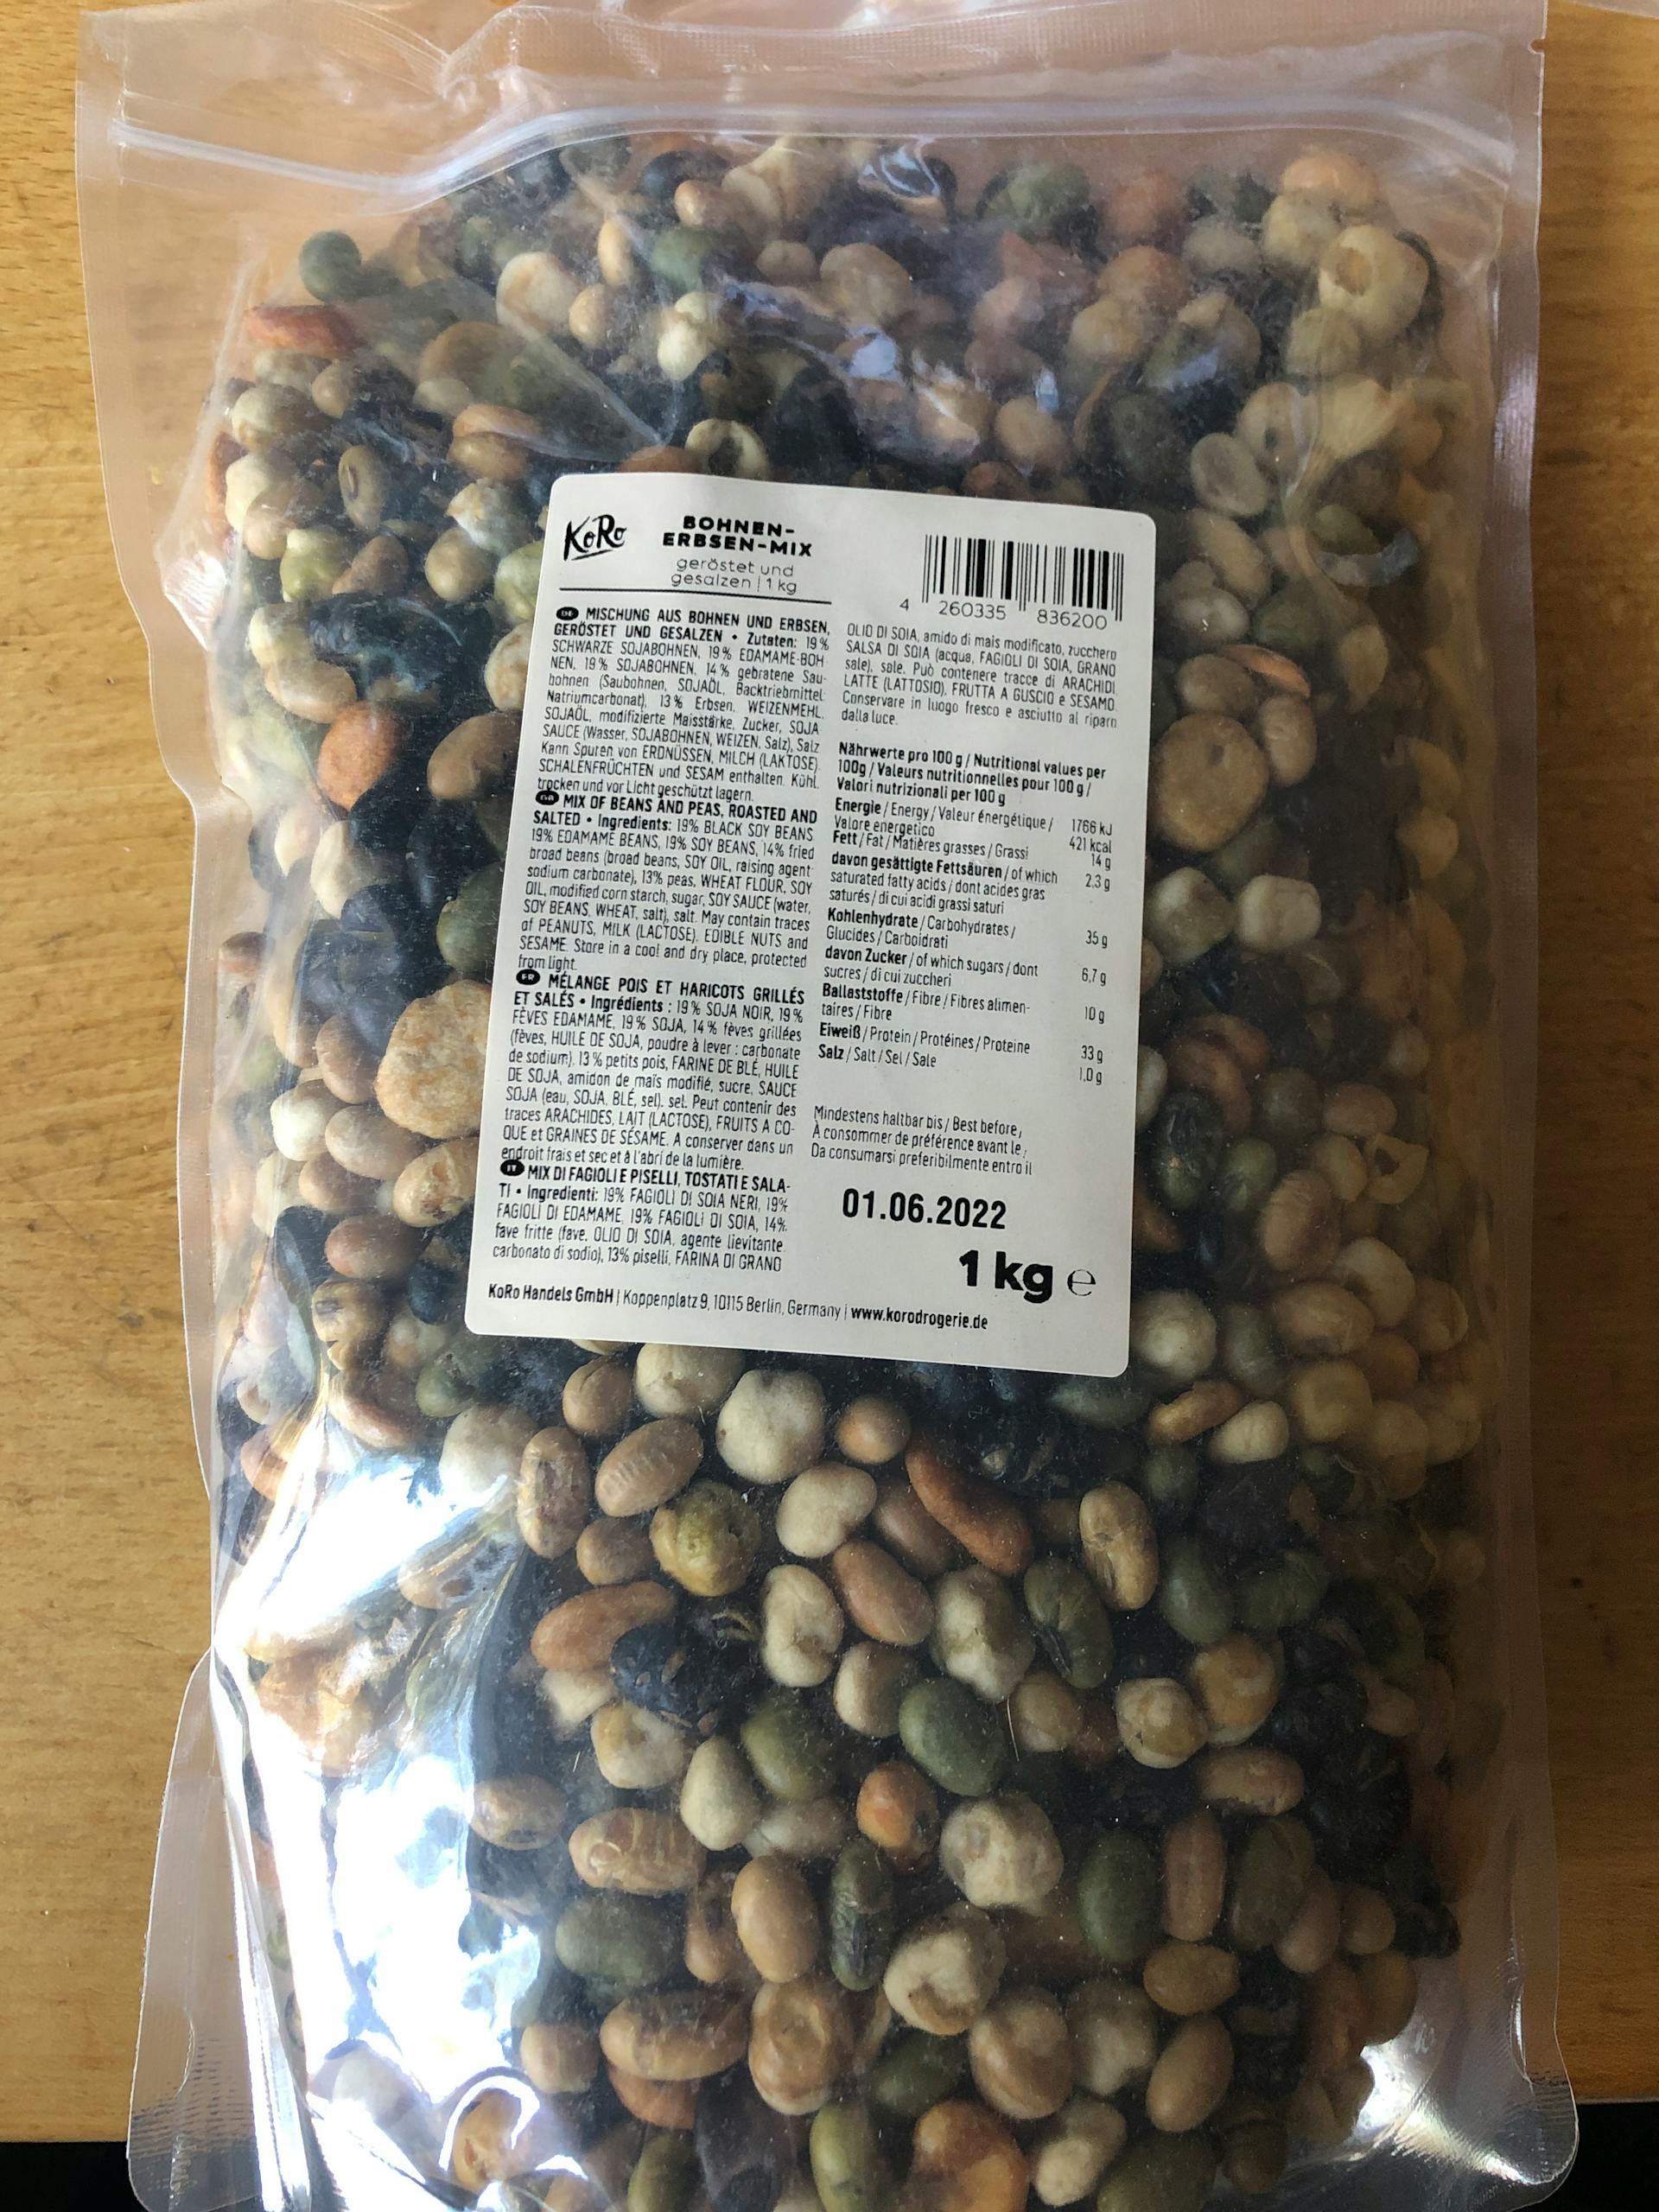 KoRo
BOHNEN-
ERBSEN-MIX
geröstet und
gesalzen | 1 kg
DE MISCHUNG AUS BOHNEN UND ERBSEN,
GERÖSTET UND GESALZEN • Zutaten: 19%
SCHWARZE SOJABOHNEN, 19% EDAMAME-BOH
NEN, 19% SOJABOHNEN, 14% gebratene Sau-
bohnen (Saubohnen, SOJAÖL, Backtriebmittel:
Natriumcarbonat), 13% Erbsen, WEIZENMEHL,
SOJAÖL, modifizierte Maisstärke, Zucker, SOJA
SAUCE (Wasser, SOJABOHNEN, WEIZEN, Salz), Salz
Kann Spuren von ERDNÜSSEN, MILCH (LAKTOSE)
SCHALENFRÜCHTEN und SESAM enthalten. Kühl,
trocken und vor Licht geschützt lagern.
MIX OF BEANS AND PEAS, ROASTED AND
SALTED • Ingredients: 19% BLACK SOY BEANS
19% EDAMAME BEANS, 19% SOY BEANS, 14% fried
broad beans (broad beans, SOY OIL, raising agent:
sodium carbonate), 13% peas, WHEAT FLOUR, SOY
OIL, modified corn starch, sugar, SOY SAUCE (water,
SOY BEANS, WHEAT, salt), salt. May contain traces
of PEANUTS, MILK (LACTOSE), EDIBLE NUTS and
SESAME. Store in a cool and dry place, protected
from light.
FR MÉLANGE POIS ET HARICOTS GRILLÉS
ET SALÉS • Ingrédients : 19% SOJA NOIR, 19%
FÈVES EDAMAME, 19% SOJA, 14% fèves grillées
(fèves, HUILE DE SOJA, poudre à lever : carbonate
de sodium), 13% petits pois, FARINE DE BLÉ, HUILE
DE SOJA, amidon de maïs modifié, sucre, SAUCE
SOJA (eau, SOJA, BLÉ, sel), sel. Peut contenir des
traces ARACHIDES, LAIT (LACTOSE), FRUITS A CO-
QUE et GRAINES DE SÉSAME. A conserver dans un
endroit frais et sec et à l'abri de la lumière.
IT MIX DI FAGIOLI E PISELLI, TOSTATI E SALA-
TI • Ingredienti: 19% FAGIOLI DI SOIA NERI, 19%
FAGIOLI DI EDAMAME, 19% FAGIOLI DI SOIA, 14%
fave fritte (fave, OLIO DI SOIA, agente lievitante
carbonato di sodio), 13% piselli, FARINA DI GRANO
4 260335 836200
OLIO DI SOIA, amido di mais modificato, zucchero
SALSA DI SOIA (acqua, FAGIOLI DI SOIA, GRANO
sale), sale. Può contenere tracce di ARACHIDI
LATTE (LATTOSIO), FRUTTA A GUSCIO e SESAMO.
Conservare in luogo fresco e asciutto al riparo
dalla luce.
Nährwerte pro 100 g / Nutritional values per
100g / Valeurs nutritionnelles pour 100 g /
Valori nutrizionali per 100 g
Energie / Energy / Valeur énergétique / 1766 kJ
Valore energetico 421 kcal
Fett / Fat / Matières grasses / Grassi 14 g
davon gesättigte Fettsäuren / of which 2,3 g
saturated fatty acids / dont acides gras
saturés / di cui acidi grassi saturi
Kohlenhydrate / Carbohydrates / 35 g
Glucides / Carboidrati
davon Zucker / of which sugars / dont 6,7 g
sucres / di cui zuccheri
Ballaststoffe / Fibre / Fibres alimen- 10 g
taires / Fibre
Eiweiß / Protein / Protéines / Proteine 33 g
Salz / Salt / Sel / Sale 1,0 g
Mindestens haltbar bis / Best before /
À consommer de préférence avant le /
Da consumarsi preferibilmente entro il
01.06.2022
1 kg e
KoRo Handels GmbH | Koppenplatz 9, 10115 Berlin, Germany | www.korodrogerie.de